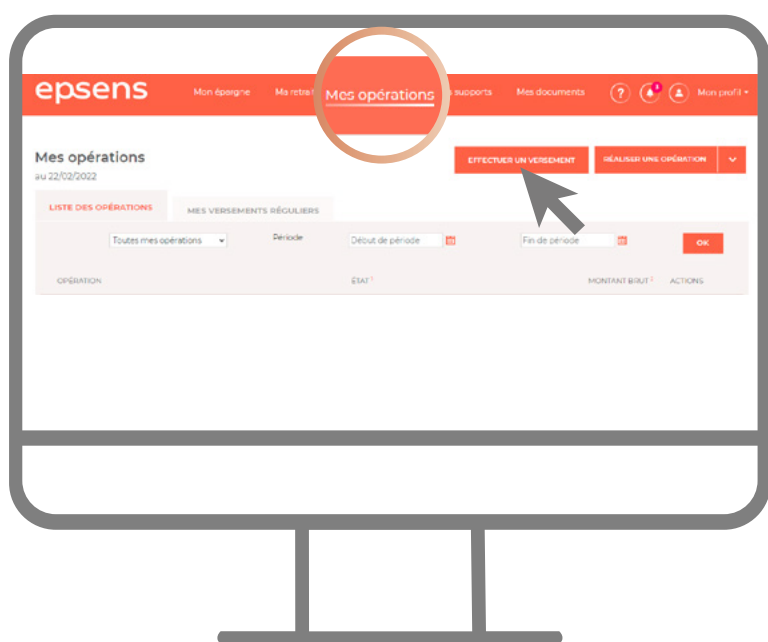 epsens Mon épargne Ma retrai Mes opérations supports Mes documents ? Mon profil
Mes opérations
au 22/02/2022
EFFECTUER UN VERSEMENT RÉALISER UNE OPÉRATION
LISTE DES OPÉRATIONS MES VERSEMENTS RÉGULIERS
Toutes mes opérations Période Début de période Fin de période OK
OPÉRATION ÉTAT MONTANT BRUT ACTIONS